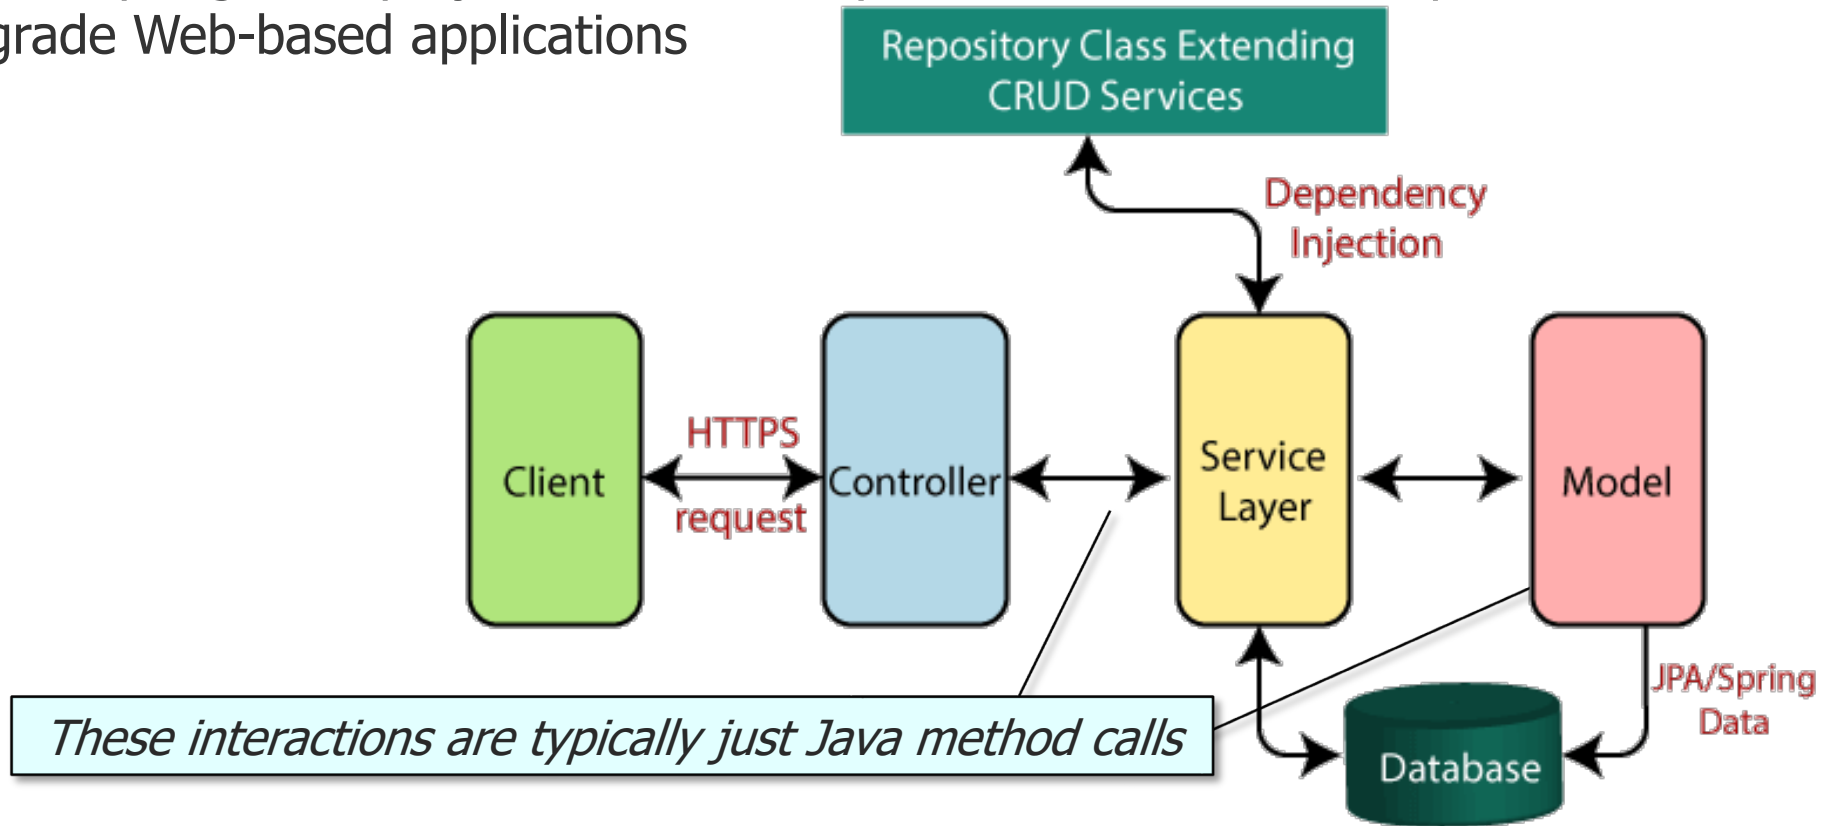 grade Web-based applications
Repository Class Extending
CRUD Services
Dependency
Injection
HTTPS
request
Client
Controller
Service
Layer
Model
These interactions are typically just Java method calls
JPA/Spring
Data
Database